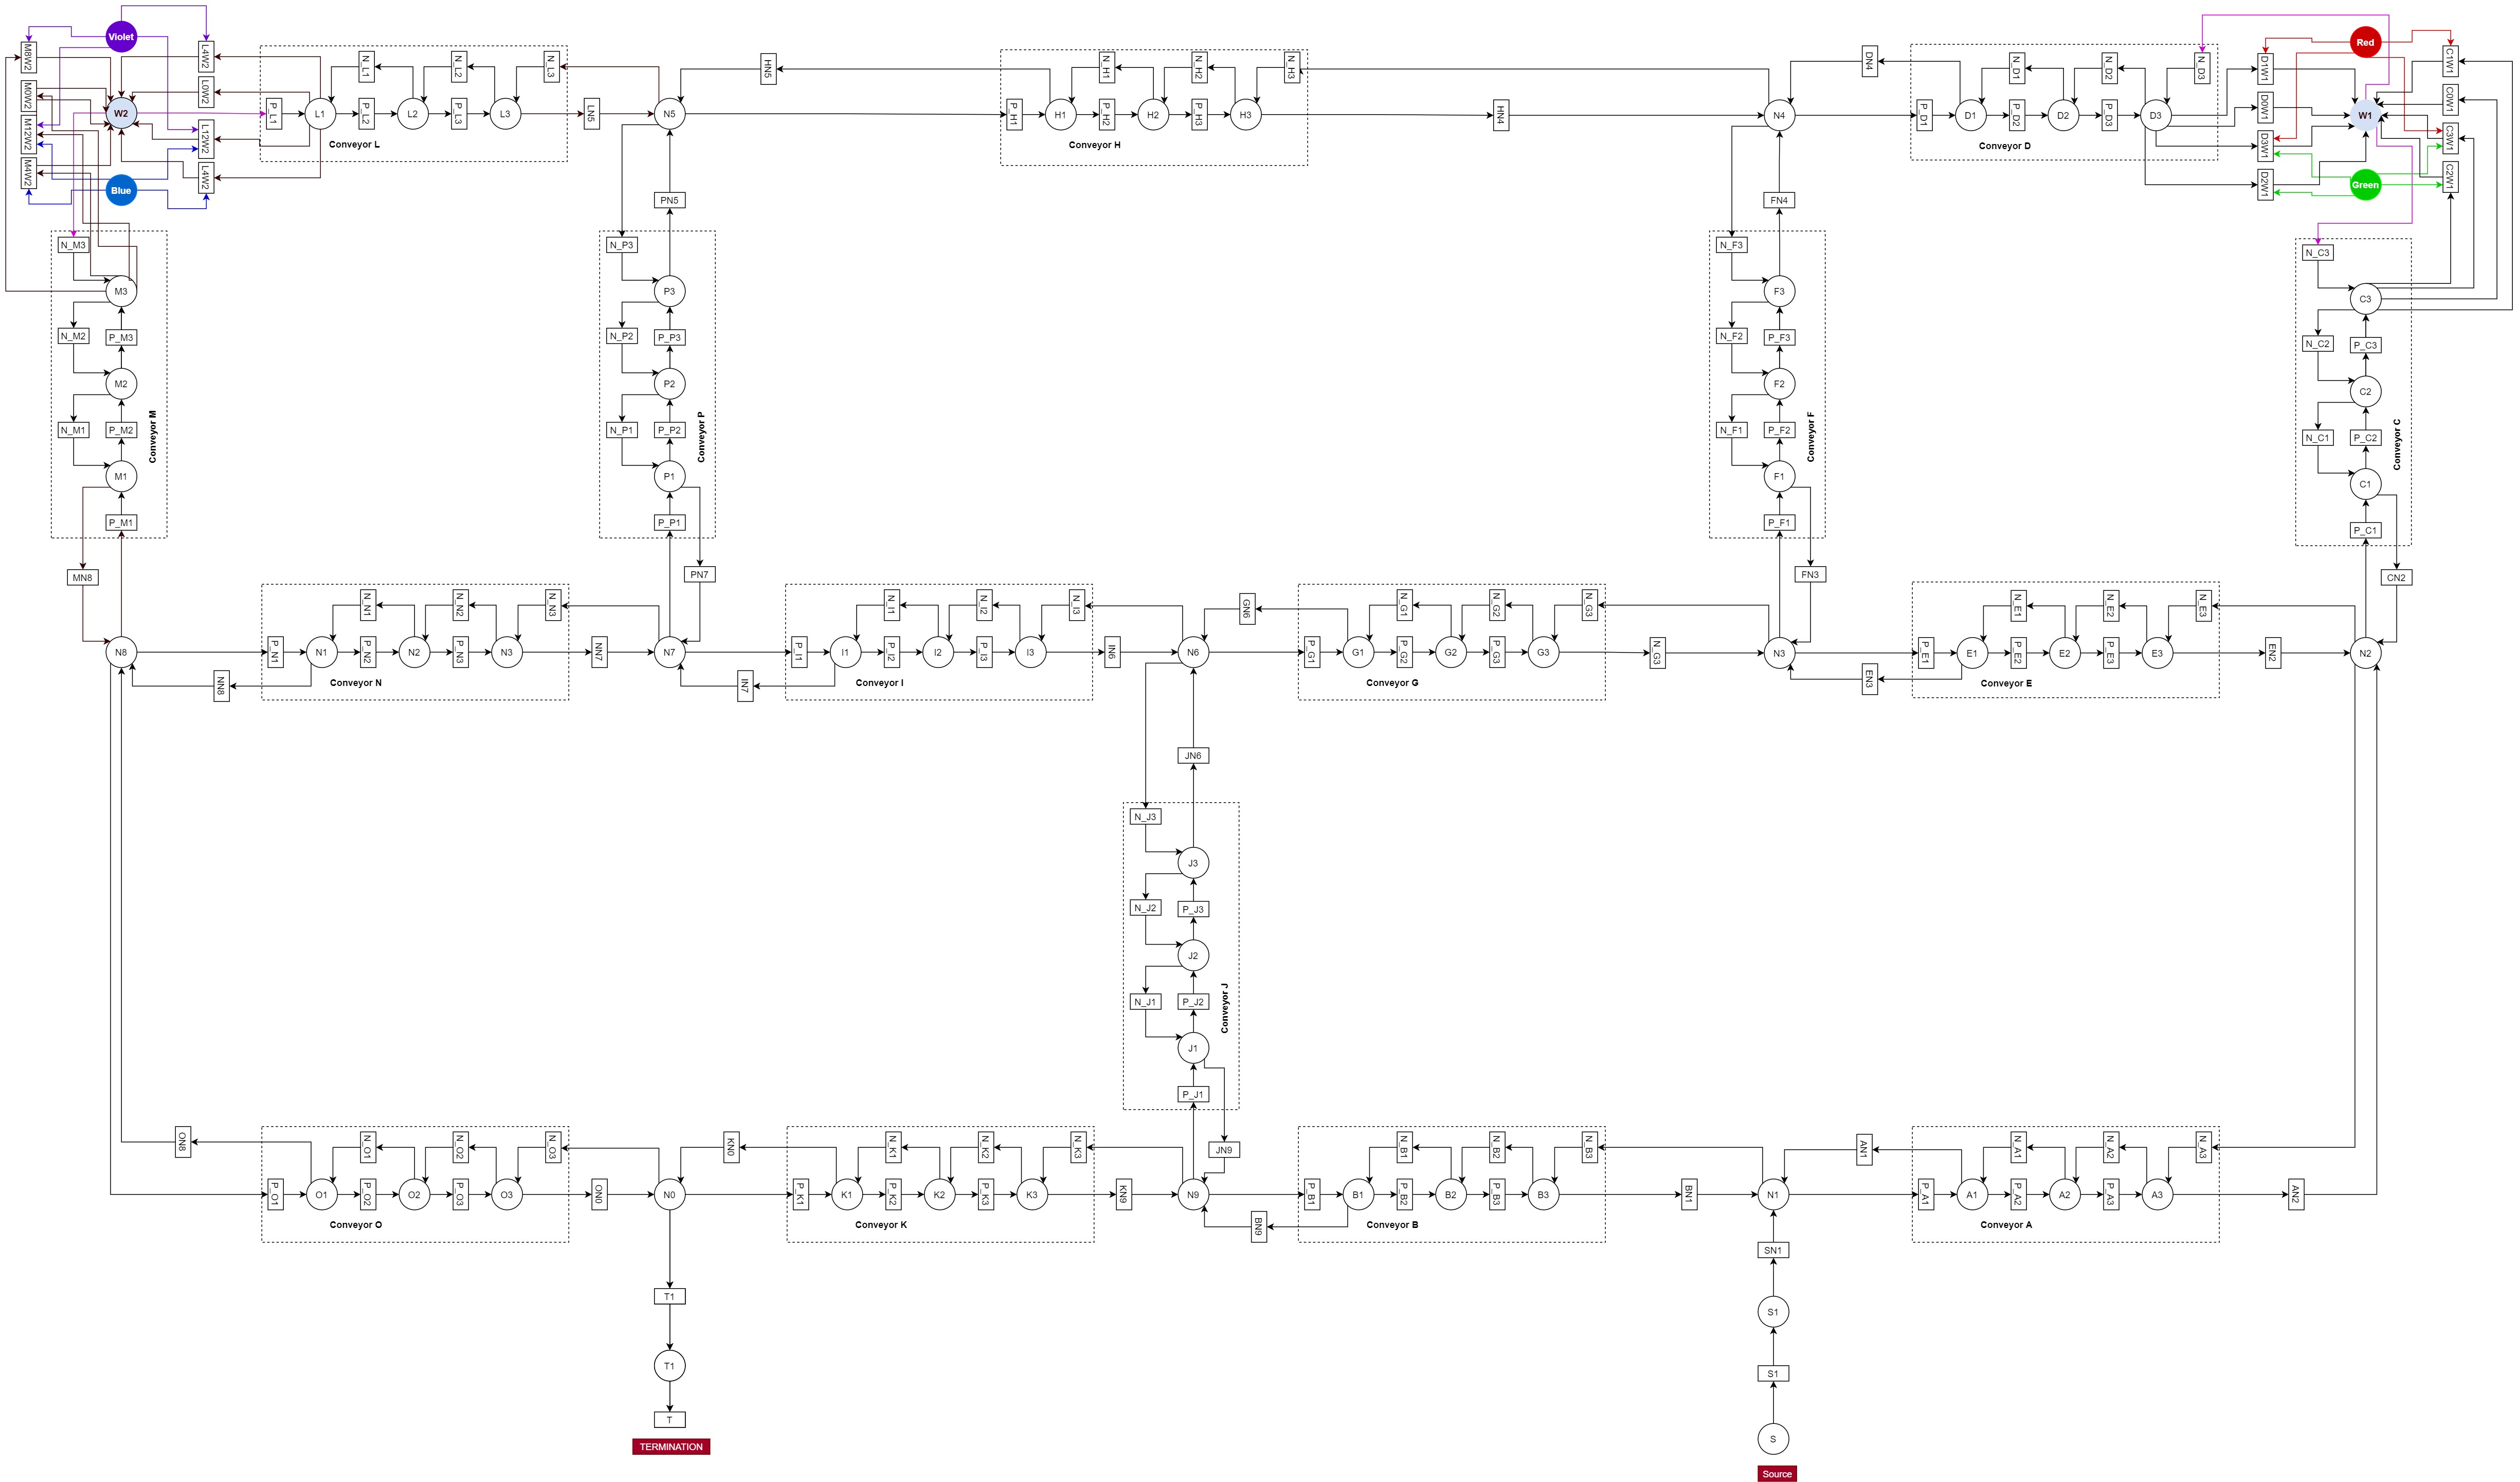 Violet
Red
M8W2
L4W2
N_L1
N_L2
N_L3
HN5
N_H1
N_H2
N_H3
DN4
N_D1
N_D2
N_D3
D1W1
C1W1
M0W2
L0W2
D0W1
C0W1
W2
P_L1
L1
P_L2
L2
P_L3
L3
LN5
N5
P_H1
H1
P_H2
H2
P_H3
H3
HN4
N4
P_D1
D1
P_D2
D2
P_D3
D3
W1
M12W2
L12W2
Conveyor L
Conveyor H
Conveyor D
D3W1
C3W1
M4W2
L4W2
D2W1
C2W1
Blue
Green
PN5
FN4
N_M3
N_P3
N_F3
N_C3
M3
P3
F3
C3
N_M2
P_M3
N_P2
P_P3
N_F2
P_F3
N_C2
P_C3
M2
P2
F2
C2
N_M1
P_M2
N_P1
P_P2
N_F1
P_F2
N_C1
P_C2
Conveyor M
Conveyor P
Conveyor F
Conveyor C
M1
P1
F1
C1
P_M1
P_P1
P_F1
P_C1
MN8
PN7
FN3
CN2
N_N1
N_N2
N_N3
N_I1
N_I2
N_I3
GN6
N_G1
N_G2
N_G3
N_E1
N_E2
N_E3
N8
P_N1
N1
P_N2
N2
P_N3
N3
NN7
N7
P_I1
I1
P_I2
I2
P_I3
I3
IN6
N6
P_G1
G1
P_G2
G2
P_G3
G3
N_G3
N3
P_E1
E1
P_E2
E2
P_E3
E3
EN2
N2
NN8
Conveyor N
IN7
Conveyor I
Conveyor G
EN3
Conveyor E
JN6
N_J3
J3
N_J2
P_J3
J2
N_J1
P_J2
Conveyor J
J1
P_J1
ON8
N_O1
N_O2
N_O3
KN0
N_K1
N_K2
N_K3
JN9
N_B1
N_B2
N_B3
AN1
N_A1
N_A2
N_A3
P_O1
O1
P_O2
O2
P_O3
O3
ON0
N0
P_K1
K1
P_K2
K2
P_K3
K3
KN9
N9
P_B1
B1
P_B2
B2
P_B3
B3
BN1
N1
P_A1
A1
P_A2
A2
P_A3
A3
AN2
Conveyor O
Conveyor K
BN9
Conveyor B
Conveyor A
SN1
T1
S1
T1
S1
T
S
TERMINATION
Source